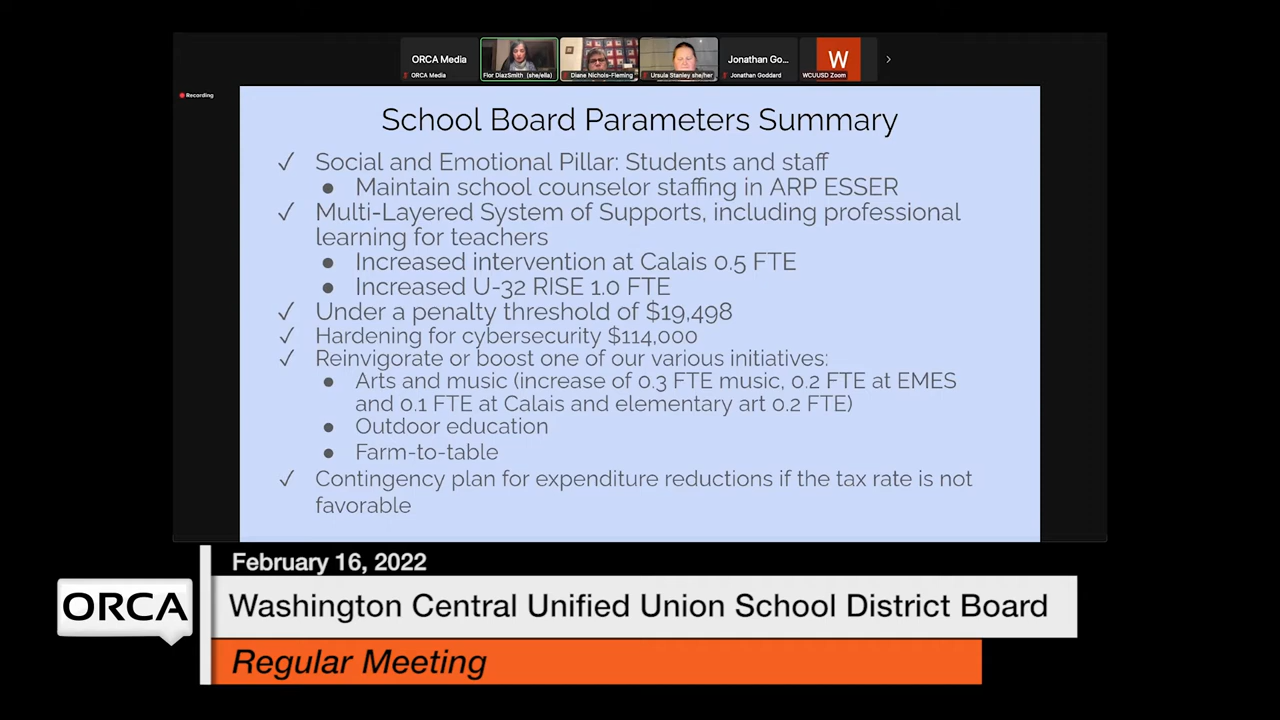 ORCA Media
Jonathan Go...
W
ORCA Media
Flor DiazSmith (she/ella)
Diane Nichols-Fleming
Ursula Stanley she/her
Jonathan Goddard
WCUUSD Zoom
Recording
School Board Parameters Summary
✓ Social and Emotional Pillar: Students and staff
● Maintain school counselor staffing in ARP ESSER
✓ Multi-Layered System of Supports, including professional
learning for teachers
● Increased intervention at Calais 0.5 FTE
● Increased U-32 RISE 1.0 FTE
✓ Under a penalty threshold of $19,498
✓ Hardening for cybersecurity $114,000
✓ Reinvigorate or boost one of our various initiatives:
● Arts and music (increase of 0.3 FTE music, 0.2 FTE at EMES
and 0.1 FTE at Calais and elementary art 0.2 FTE)
● Outdoor education
● Farm-to-table
✓ Contingency plan for expenditure reductions if the tax rate is not
favorable
February 16, 2022
ORCA
Washington Central Unified Union School District Board
Regular Meeting